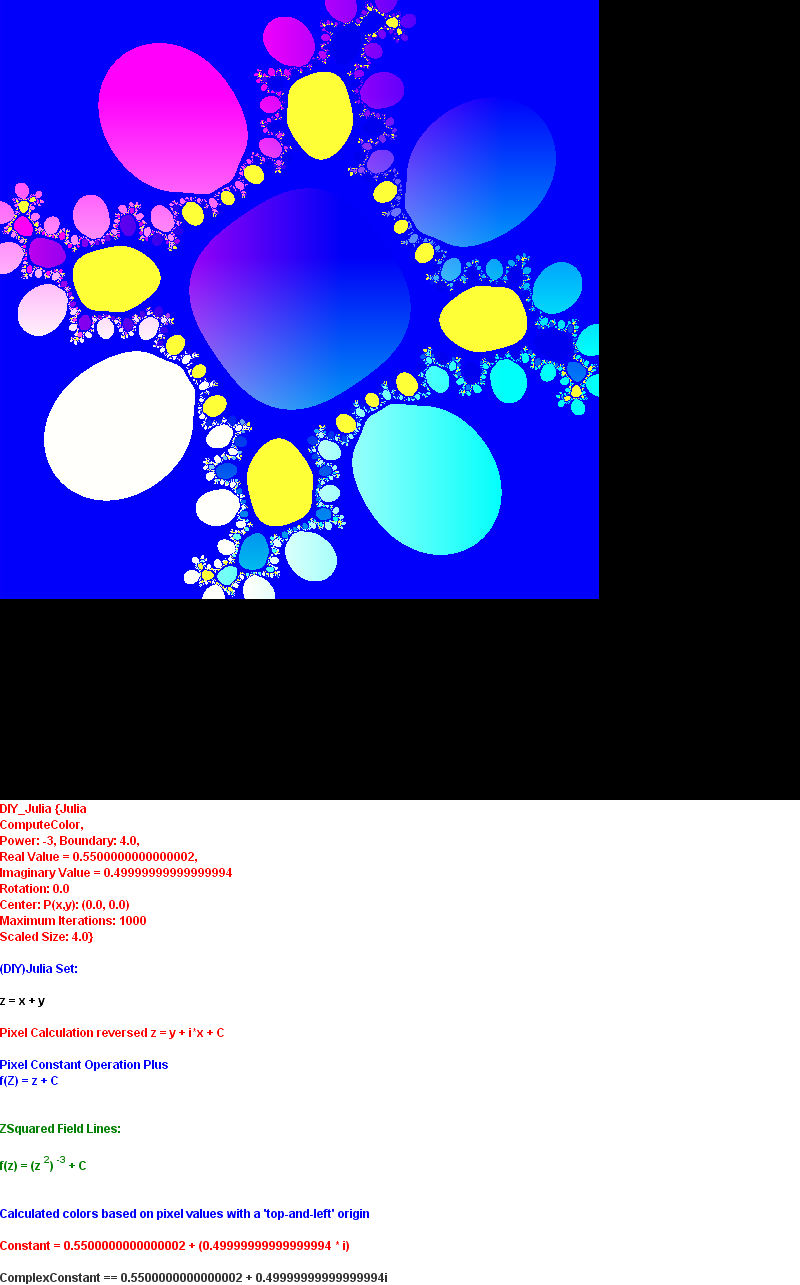 DIY_Julia {Julia
ComputeColor,
Power: -3, Boundary: 4.0,
Real Value = 0.5500000000000002,
Imaginary Value = 0.49999999999999994
Rotation: 0.0
Center: P(x,y): (0.0, 0.0)
Maximum Iterations: 1000
Scaled Size: 4.0}
(DIY)Julia Set:
z = x + y
Pixel Calculation reversed z = y + i*x + C
Pixel Constant Operation Plus
f(Z) = z + C
ZSquared Field Lines:
f(z) = (z 2) -3 + C
Calculated colors based on pixel values with a 'top-and-left' origin
Constant = 0.5500000000000002 + (0.49999999999999994 * i)
ComplexConstant == 0.5500000000000002 + 0.49999999999999994i